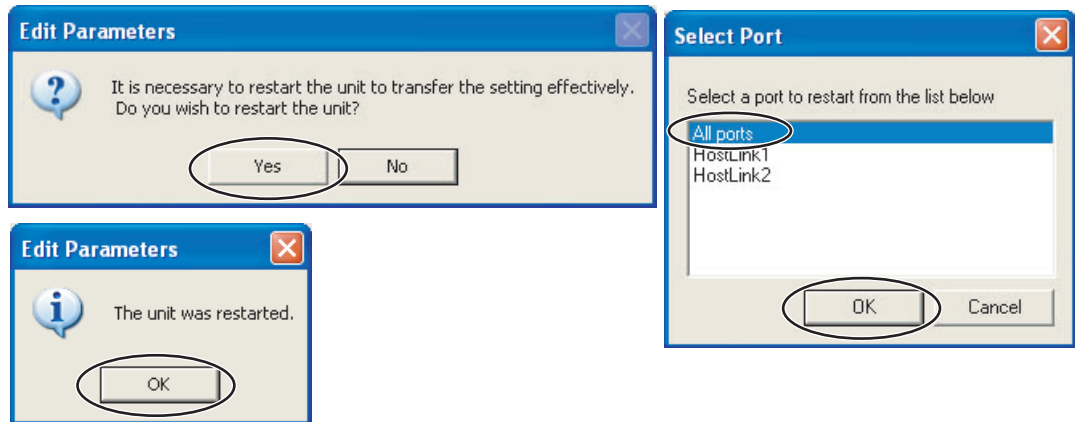 Edit Parameters
It is necessary to restart the unit to transfer the setting effectively.
Do you wish to restart the unit?
Yes
No
Select Port
Select a port to restart from the list below
All ports
HostLink1
HostLink2
OK
Cancel
Edit Parameters
The unit was restarted.
OK